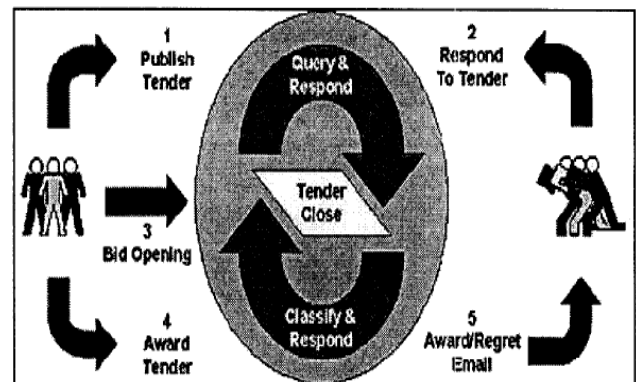 1
Publish
Tender
Query &
Respond
2
Respond
To Tender
Tender
Close
3
Bid Opening
4
Award
Tender
Classify &
Respond
5
Award/Regret
Email